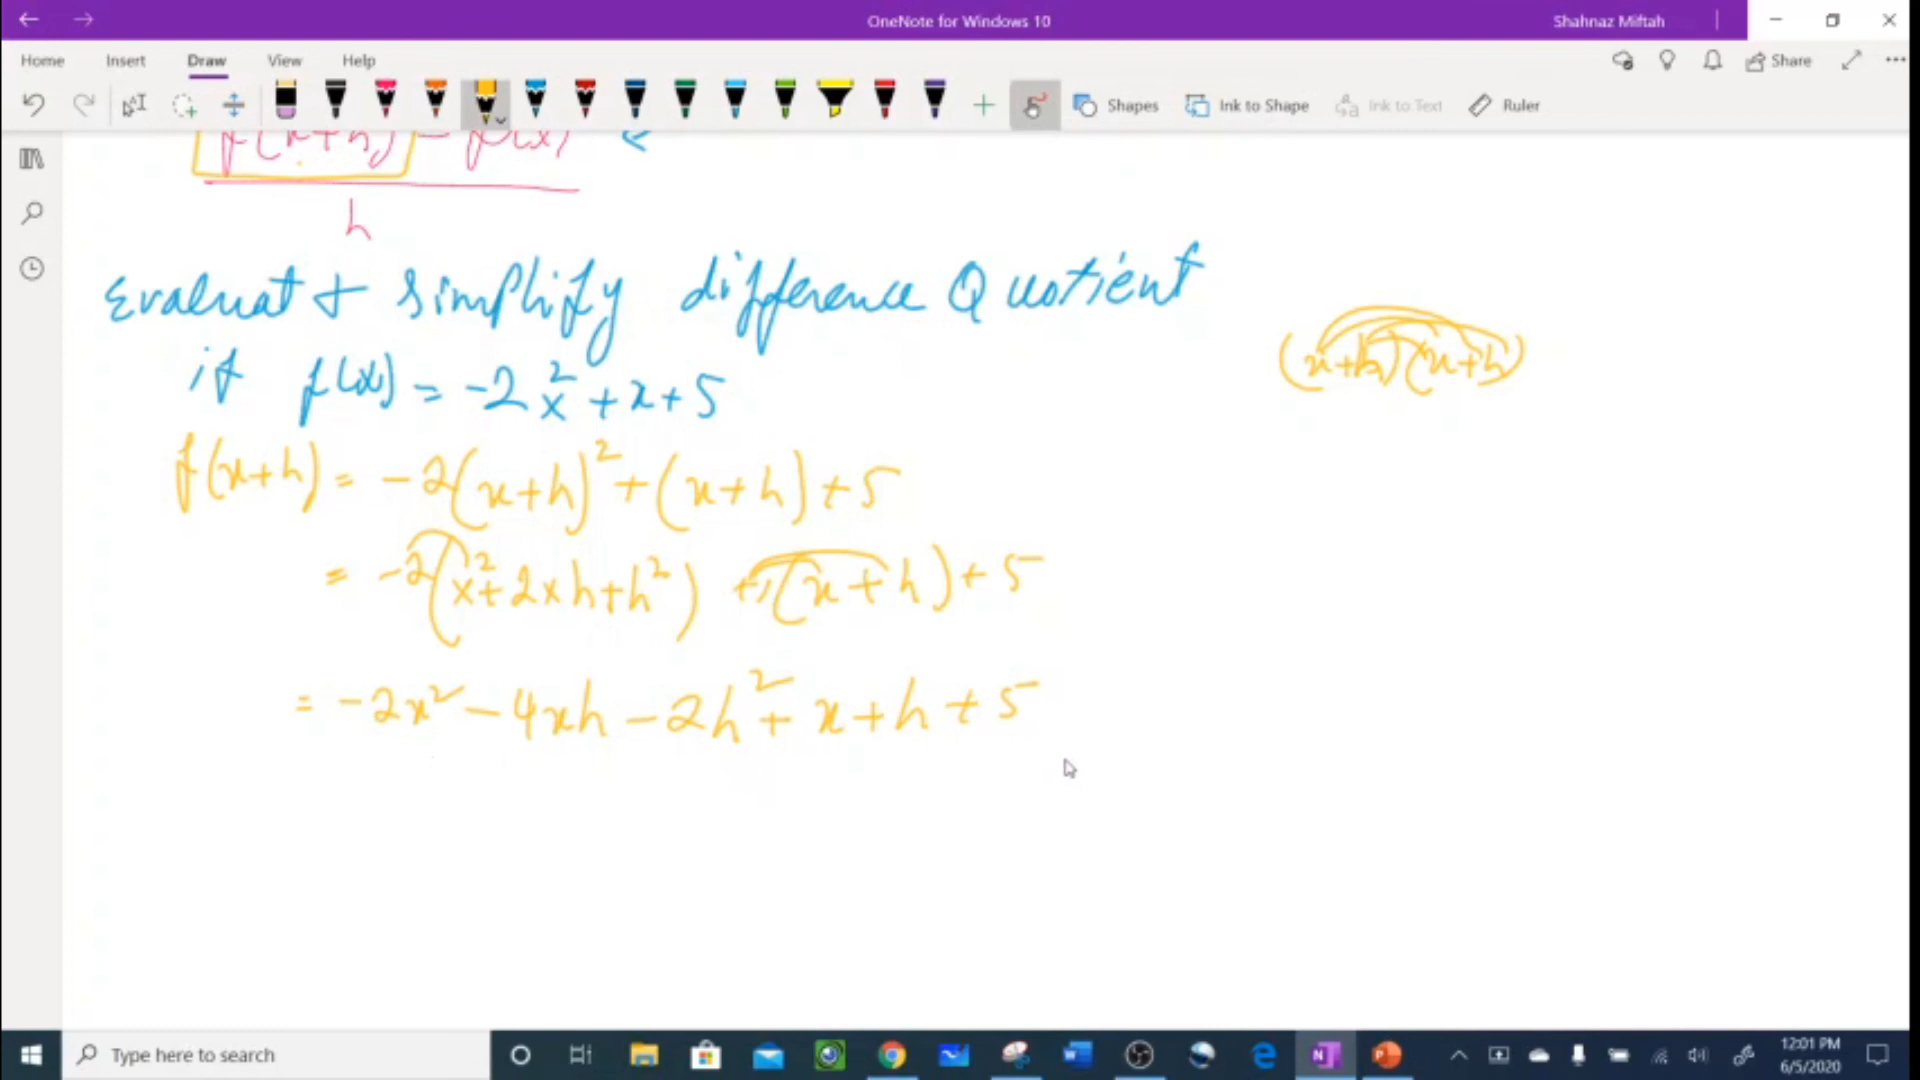 OneNote for Windows 10
Shahnaz Miftah
Home Insert Draw View Help
Share
Shapes Ink to Shape Ink to Text Ruler
f(x+h) - f(x)
h
Evaluat + simplify difference Quotient
if f(x) = -2x² + x + 5
(x+h)(x+h)
f(x+h) = -2(x+h)² + (x+h) + 5
= -2(x²+2xh+h²) +1(x+h) + 5
= -2x² - 4xh - 2h² + x + h + 5
Type here to search
12:01 PM
6/5/2020